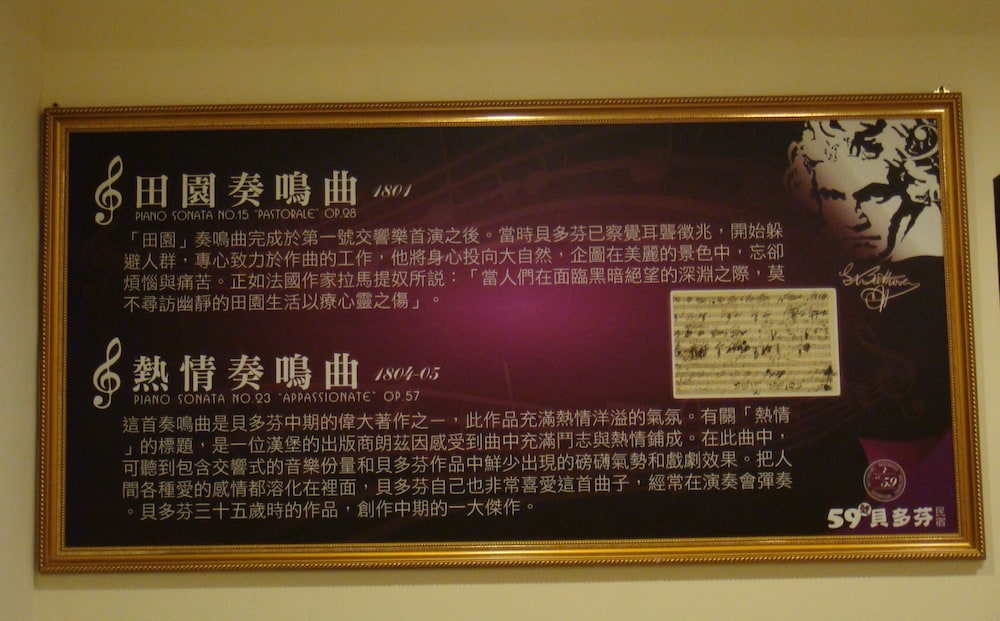 田園奏鳴曲 1801
PIANO SONATA NO.15 "PASTORALE" OP.28
「田園」奏鳴曲完成於第一號交響樂首演之後。當時貝多芬已察覺耳聾徵兆，開始躲
避人群，專心致力於作曲的工作，他將身心投向大自然，企圖在美麗的景色中，忘卻
煩惱與痛苦。正如法國作家拉馬提奴所說：「當人們在面臨黑暗絕望的深淵之際，莫
不尋訪幽靜的田園生活以療心靈之傷」。
熱情奏鳴曲 1804-05
PIANO SONATA NO.23 "APPASSIONATE" OP.57
這首奏鳴曲是貝多芬中期的偉大著作之一，此作品充滿熱情洋溢的氣氛。有關「熱情
」的標題，是一位漢堡的出版商朗茲因感受到曲中充滿鬥志與熱情鋪成。在此曲中，
可聽到包含交響式的音樂份量和貝多芬作品中鮮少出現的磅礴氣勢和戲劇效果。把人
間各種愛的感情都溶化在裡面，貝多芬自己也非常喜愛這首曲子，經常在演奏會彈奏
。貝多芬三十五歲時的作品，創作中期的一大傑作。
59
59號貝多芬民宿